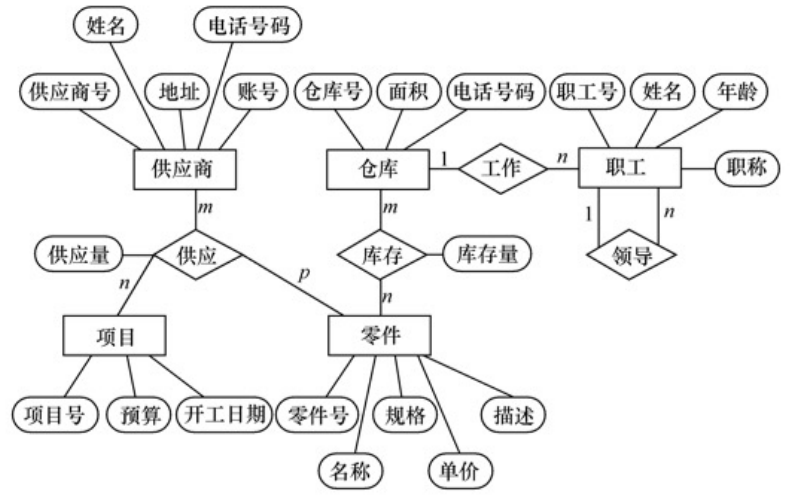 姓名
电话号码
供应商号
地址
账号
仓库号
面积
电话号码
职工号
姓名
年龄
供应商
仓库
1
工作
n
职工
职称
m
m
1
n
供应量
供应
库存
库存量
领导
n
p
n
项目
零件
项目号
预算
开工日期
零件号
规格
描述
名称
单价